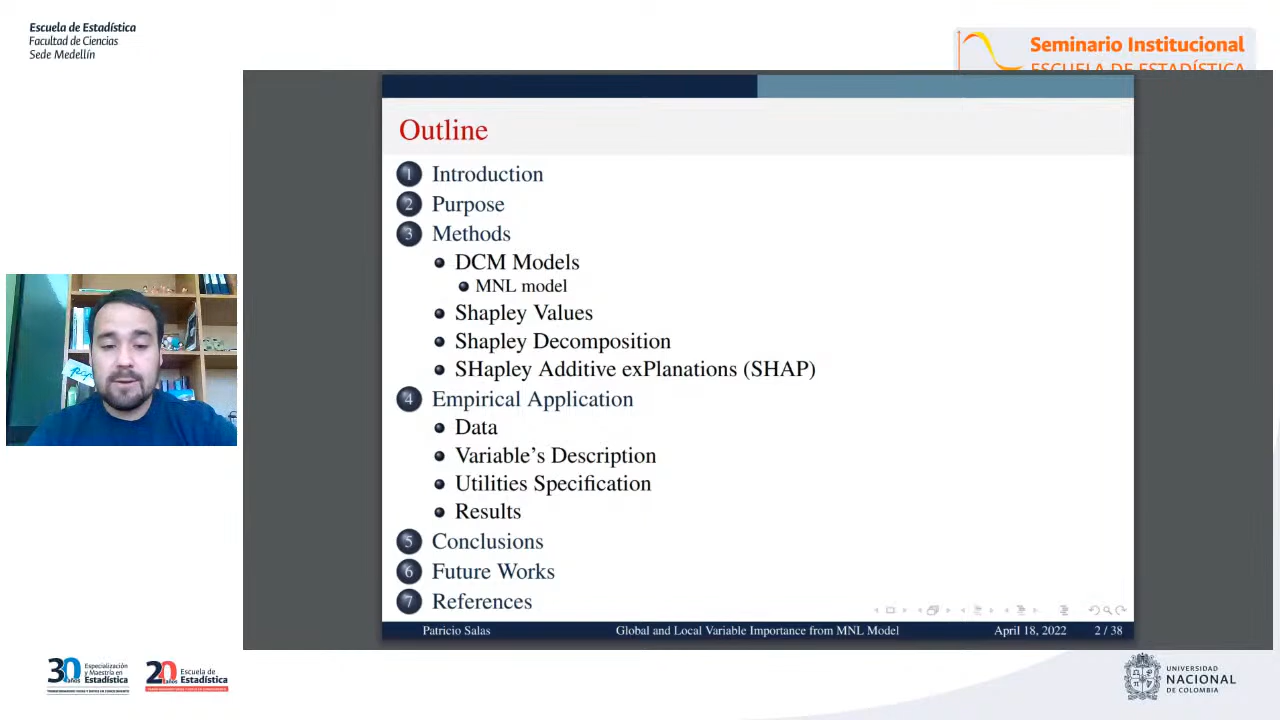 Escuela de Estadística
Facultad de Ciencias
Sede Medellín
Seminario Institucional
ESCUELA DE ESTADÍSTICA
Outline
1 Introduction
2 Purpose
3 Methods
DCM Models
MNL model
Shapley Values
Shapley Decomposition
SHapley Additive exPlanations (SHAP)
4 Empirical Application
Data
Variable's Description
Utilities Specification
Results
5 Conclusions
6 Future Works
7 References
Patricio Salas Global and Local Variable Importance from MNL Model April 18, 2022 2 / 38
30 años Especialización y Maestría en Estadística
20 años Escuela de Estadística
UNIVERSIDAD
NACIONAL
DE COLOMBIA